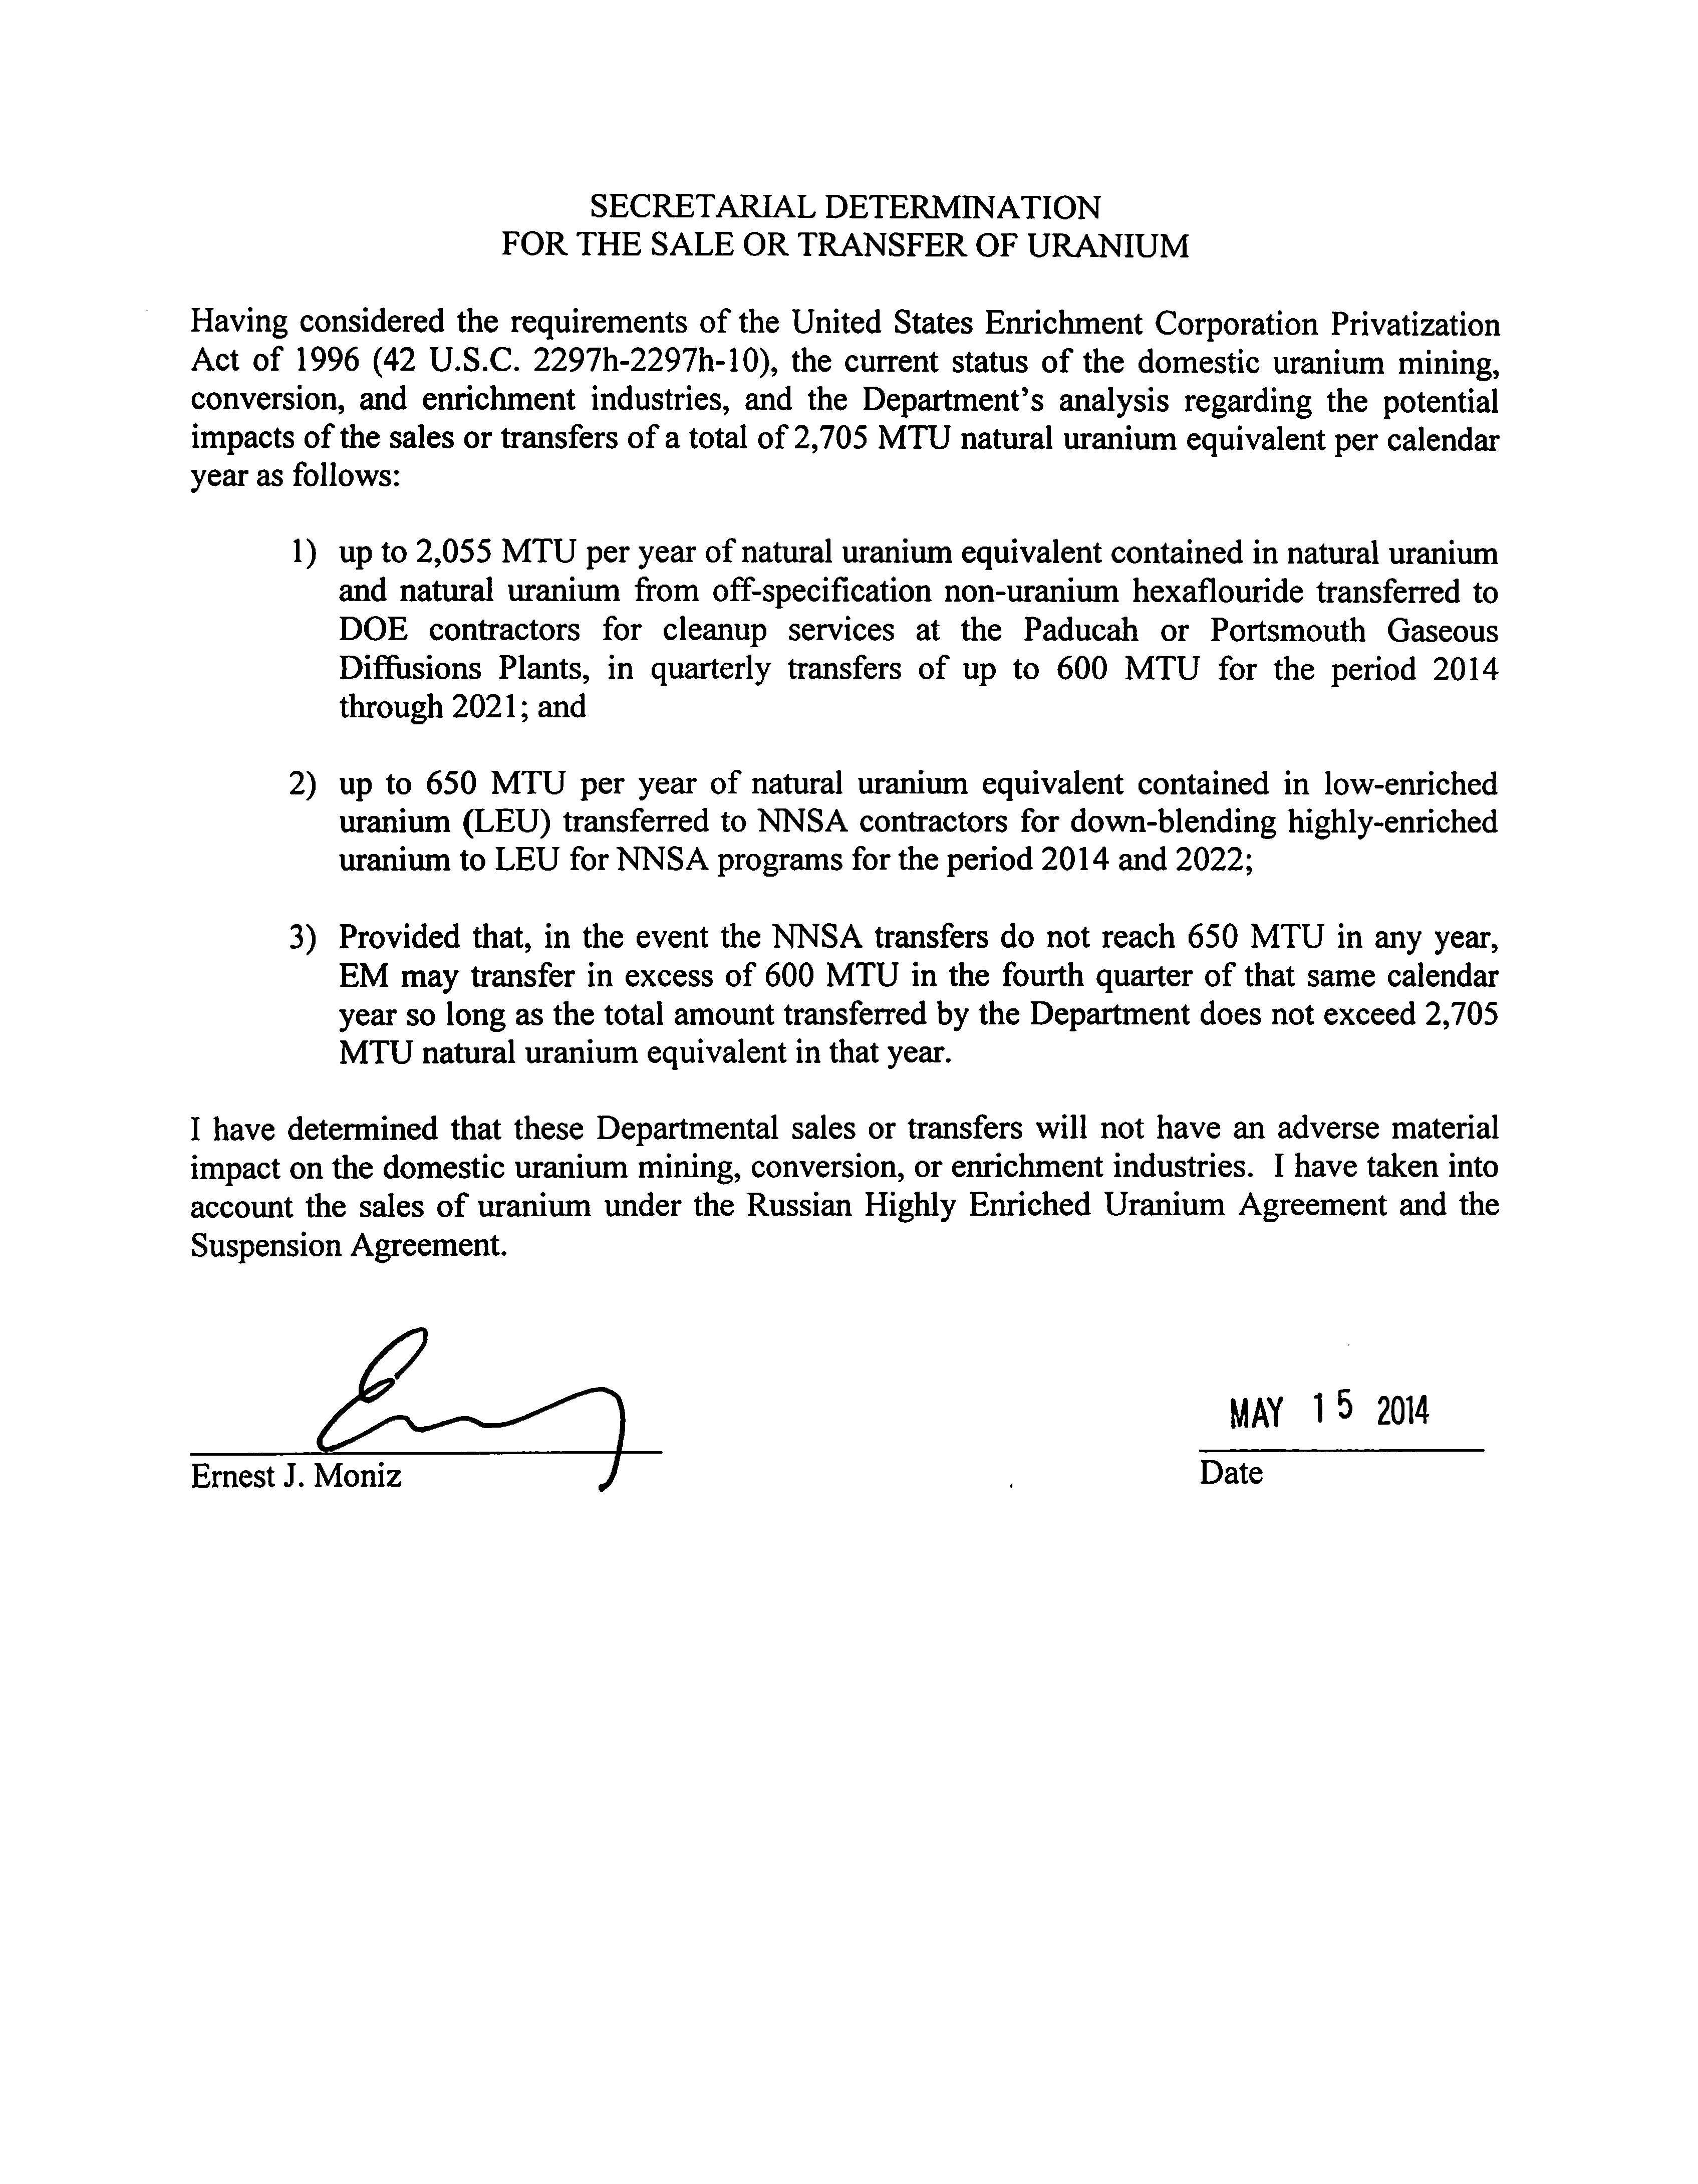 SECRETARIAL DETERMINATION
FOR THE SALE OR TRANSFER OF URANIUM
Having considered the requirements of the United States Enrichment Corporation Privatization
Act of 1996 (42 U.S.C. 2297h-2297h-10), the current status of the domestic uranium mining,
conversion, and enrichment industries, and the Department's analysis regarding the potential
impacts of the sales or transfers of a total of 2,705 MTU natural uranium equivalent per calendar
year as follows:
1) up to 2,055 MTU per year of natural uranium equivalent contained in natural uranium
and natural uranium from off-specification non-uranium hexaflouride transferred to
DOE contractors for cleanup services at the Paducah or Portsmouth Gaseous
Diffusions Plants, in quarterly transfers of up to 600 MTU for the period 2014
through 2021; and
2) up to 650 MTU per year of natural uranium equivalent contained in low-enriched
uranium (LEU) transferred to NNSA contractors for down-blending highly-enriched
uranium to LEU for NNSA programs for the period 2014 and 2022;
3) Provided that, in the event the NNSA transfers do not reach 650 MTU in any year,
EM may transfer in excess of 600 MTU in the fourth quarter of that same calendar
year so long as the total amount transferred by the Department does not exceed 2,705
MTU natural uranium equivalent in that year.
I have determined that these Departmental sales or transfers will not have an adverse material
impact on the domestic uranium mining, conversion, or enrichment industries. I have taken into
account the sales of uranium under the Russian Highly Enriched Uranium Agreement and the
Suspension Agreement.
MAY 15 2014
Ernest J. Moniz
Date